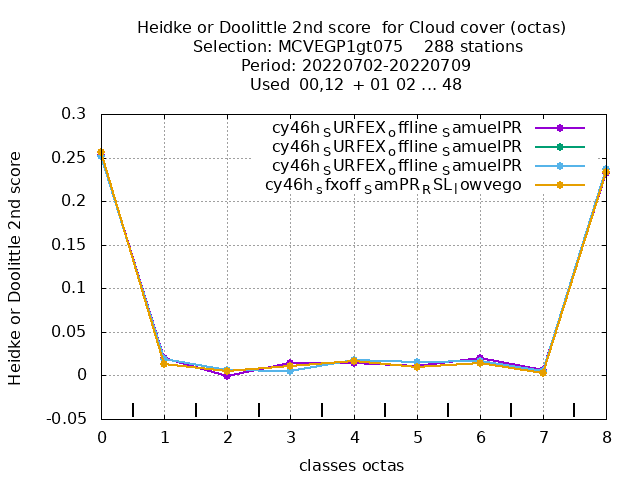 Heidke or Doolittle 2nd score  for Cloud cover (octas)
Selection: MCVEGP1gt075    288 stations
Period: 20220702-20220709
Used  00,12  + 01 02 ... 48
cy46h_SURFEX_offline_SamuelPR
cy46h_SURFEX_offline_SamuelPR
cy46h_SURFEX_offline_SamuelPR
cy46h_sfxoff_SamPR_RSL_lowvego
Heidke or Doolittle 2nd score
0.3
0.25
0.2
0.15
0.1
0.05
0
-0.05
0 1 2 3 4 5 6 7 8
classes octas